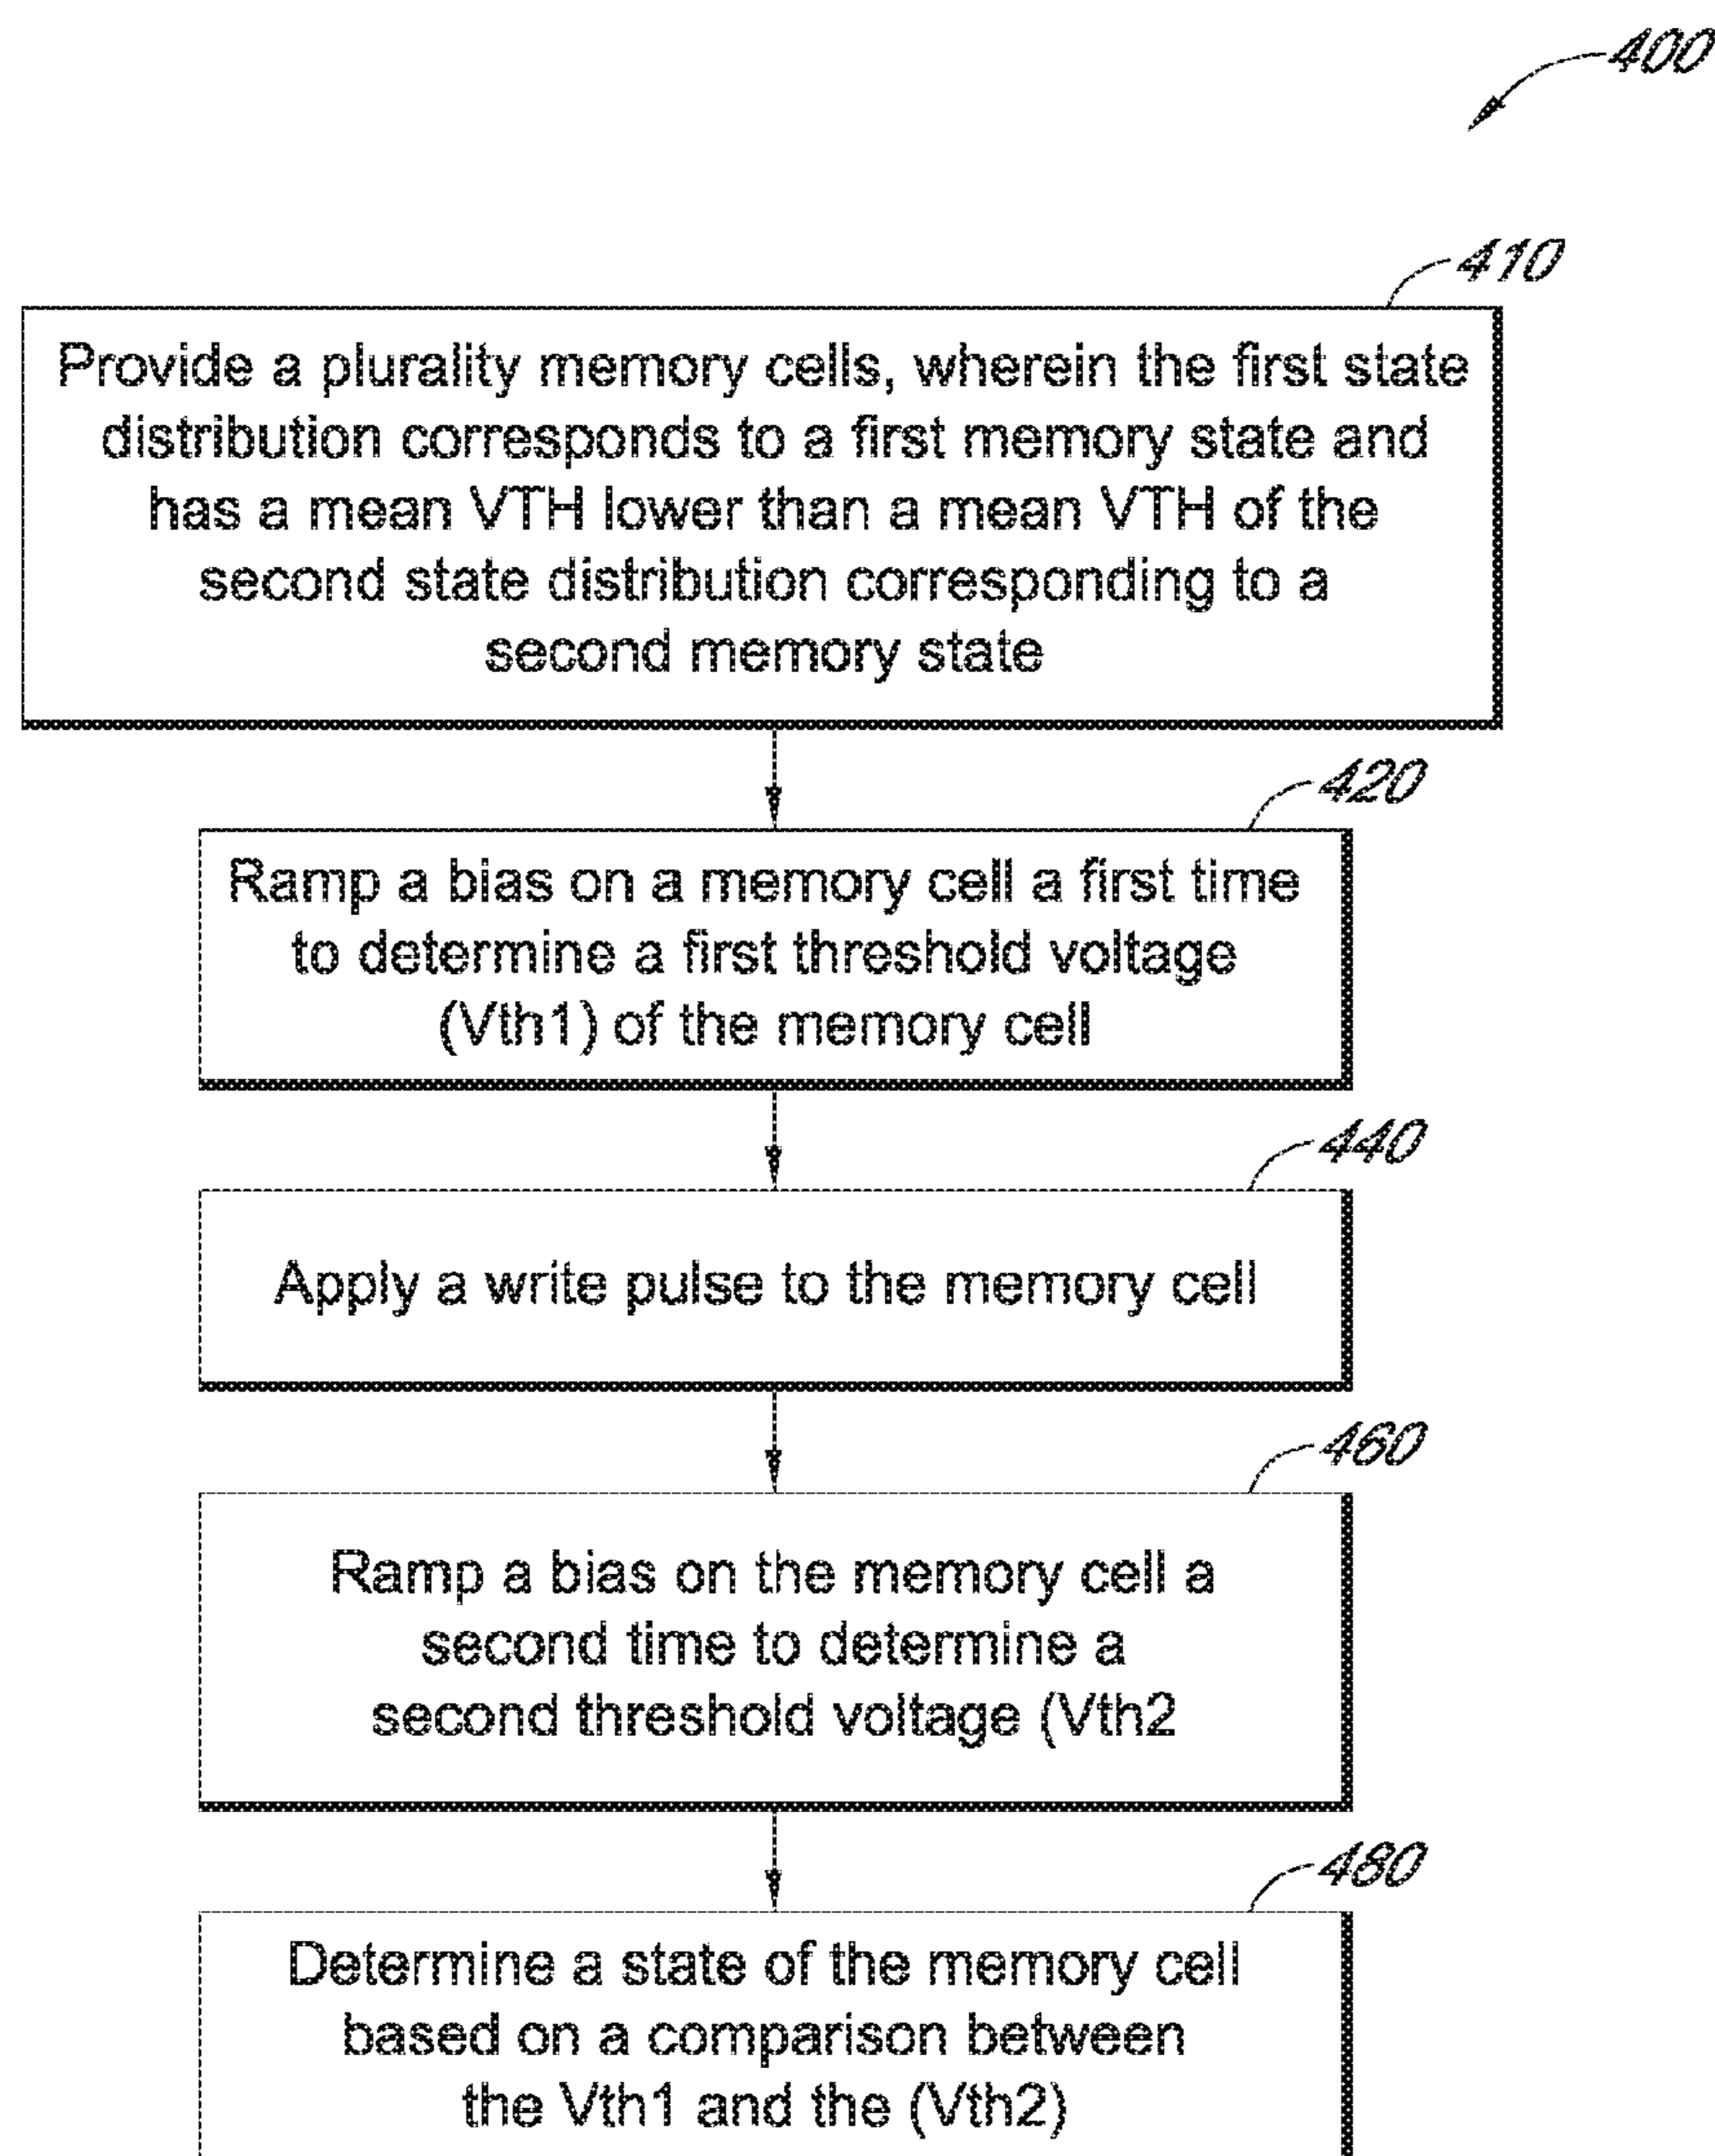 400
410
Provide a plurality memory cells, wherein the first state
distribution corresponds to a first memory state and
has a mean VTH lower than a mean VTH of the
second state distribution corresponding to a
second memory state
420
Ramp a bias on a memory cell a first time
to determine a first threshold voltage
(Vth1) of the memory cell
440
Apply a write pulse to the memory cell
460
Ramp a bias on the memory cell a
second time to determine a
second threshold voltage (Vth2
480
Determine a state of the memory cell
based on a comparison between
the Vth1 and the (Vth2)